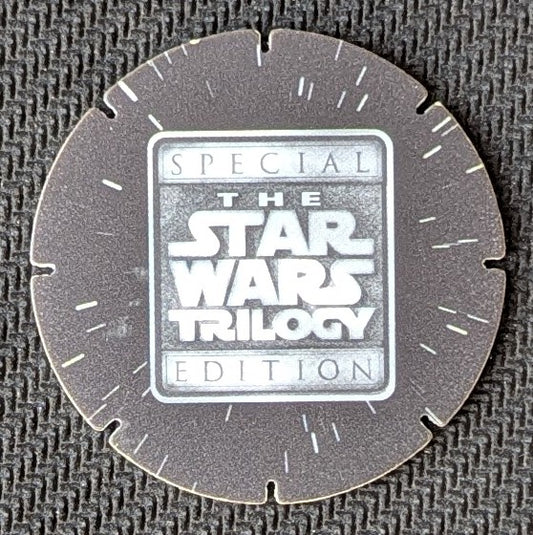 SPECIAL
THE
STAR
WARS
TRILOGY
EDITION